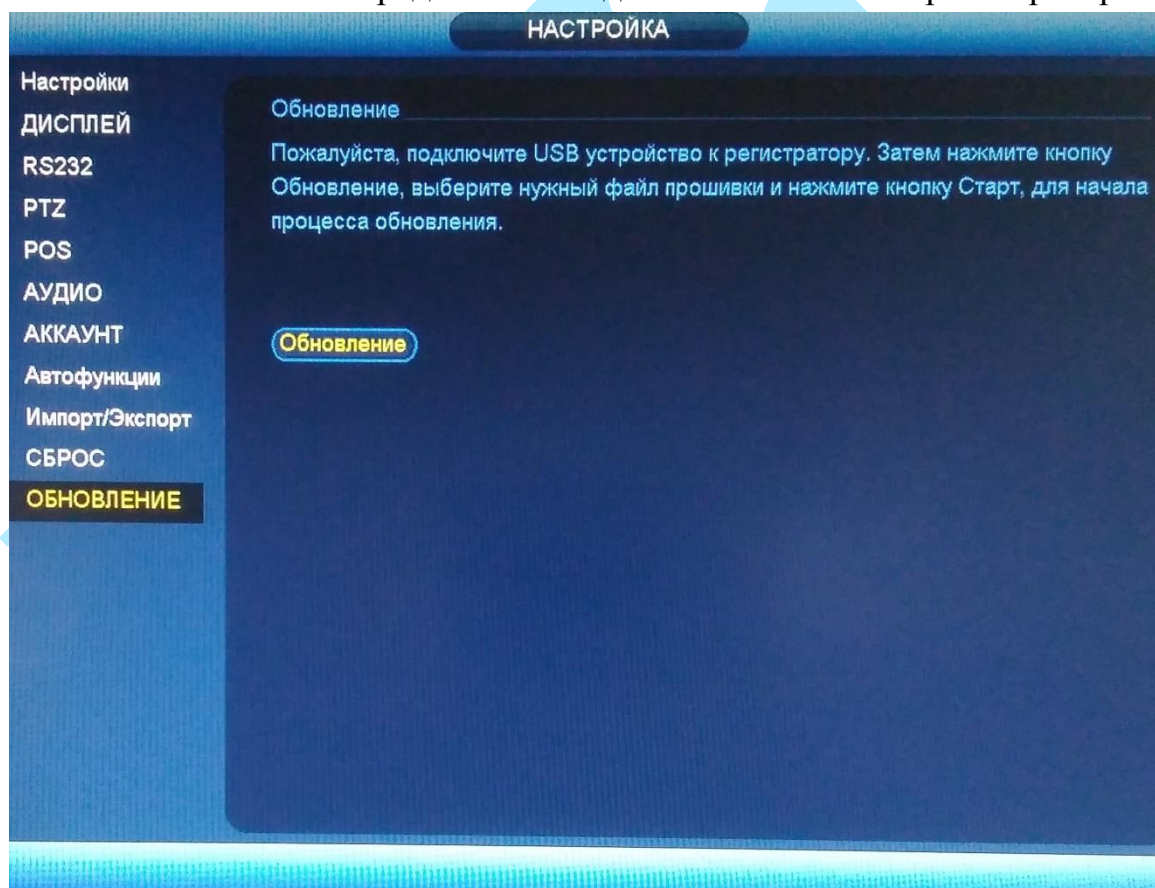 НАСТРОЙКА
Настройки
ДИСПЛЕЙ
RS232
PTZ
POS
АУДИО
АККАУНТ
Автофункции
Импорт/Экспорт
СБРОС
ОБНОВЛЕНИЕ
Обновление
Пожалуйста, подключите USB устройство к регистратору. Затем нажмите кнопку
Обновление, выберите нужный файл прошивки и нажмите кнопку Старт, для начала
процесса обновления.
Обновление